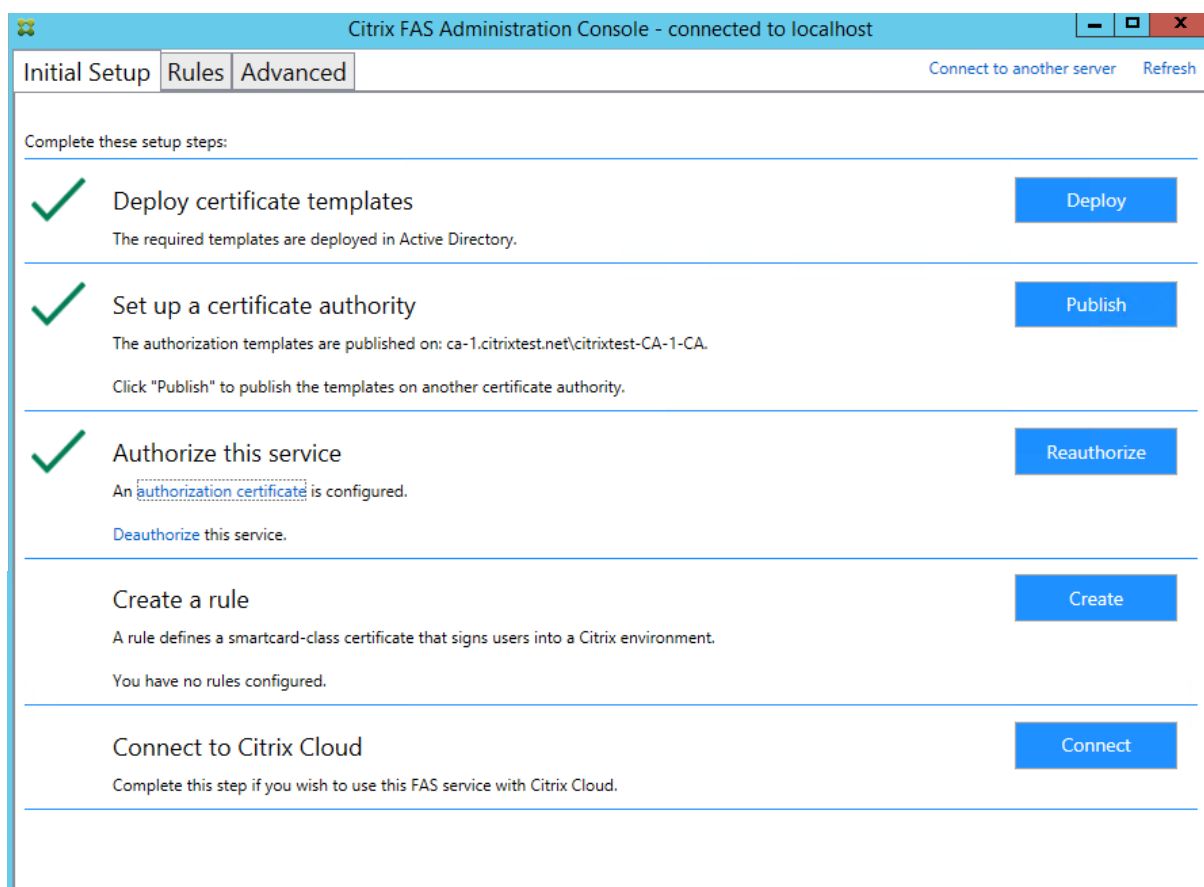 Citrix FAS Administration Console - connected to localhost
Initial Setup Rules Advanced Connect to another server Refresh
Complete these setup steps:
Deploy certificate templates Deploy
The required templates are deployed in Active Directory.
Set up a certificate authority Publish
The authorization templates are published on: ca-1.citrixtest.net\citrixtest-CA-1-CA.
Click "Publish" to publish the templates on another certificate authority.
Authorize this service Reauthorize
An authorization certificate is configured.
Deauthorize this service.
Create a rule Create
A rule defines a smartcard-class certificate that signs users into a Citrix environment.
You have no rules configured.
Connect to Citrix Cloud Connect
Complete this step if you wish to use this FAS service with Citrix Cloud.